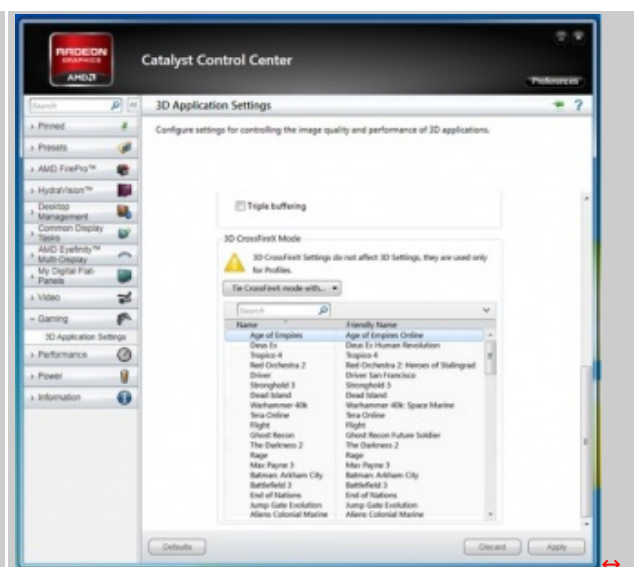 RADEON
GRAPHICS
AMD
Catalyst Control Center
Preferences
Search
3D Application Settings
?
Pinned
Configure settings for controlling the image quality and performance of 3D applications.
Presets
AMD FirePro™
HydraVision™
Desktop
Management
Common Display
Tasks
AMD Eyefinity™
Multi-Display
My Digital Flat-
Panels
Video
Gaming
3D Application Settings
Performance
Power
Information
Triple buffering
3D CrossFireX Mode
3D CrossFireX Settings do not affect 3D Settings, they are used only
for Profiles.
Tie CrossFireX mode with...
Search
Name Friendly Name
Age of Empires Age of Empires Online
Deus Ex Deus Ex Human Revolution
Tropico 4 Tropico 4
Red Orchestra 2 Red Orchestra 2: Heroes of Stalingrad
Driver Driver San Francisco
Stronghold 3 Stronghold 3
Dead Island Dead Island
Warhammer 40k Warhammer 40k: Space Marine
Tera Online Tera Online
Flight Flight
Ghost Recon Ghost Recon Future Soldier
The Darkness 2 The Darkness 2
Rage Rage
Max Payne 3 Max Payne 3
Batman: Arkham City Batman: Arkham City
Battlefield 3 Battlefield 3
End of Nations End of Nations
Jump Gate Evolution Jump Gate Evolution
Aliens Colonial Marine Aliens Colonial Marine
Defaults
Discard
Apply